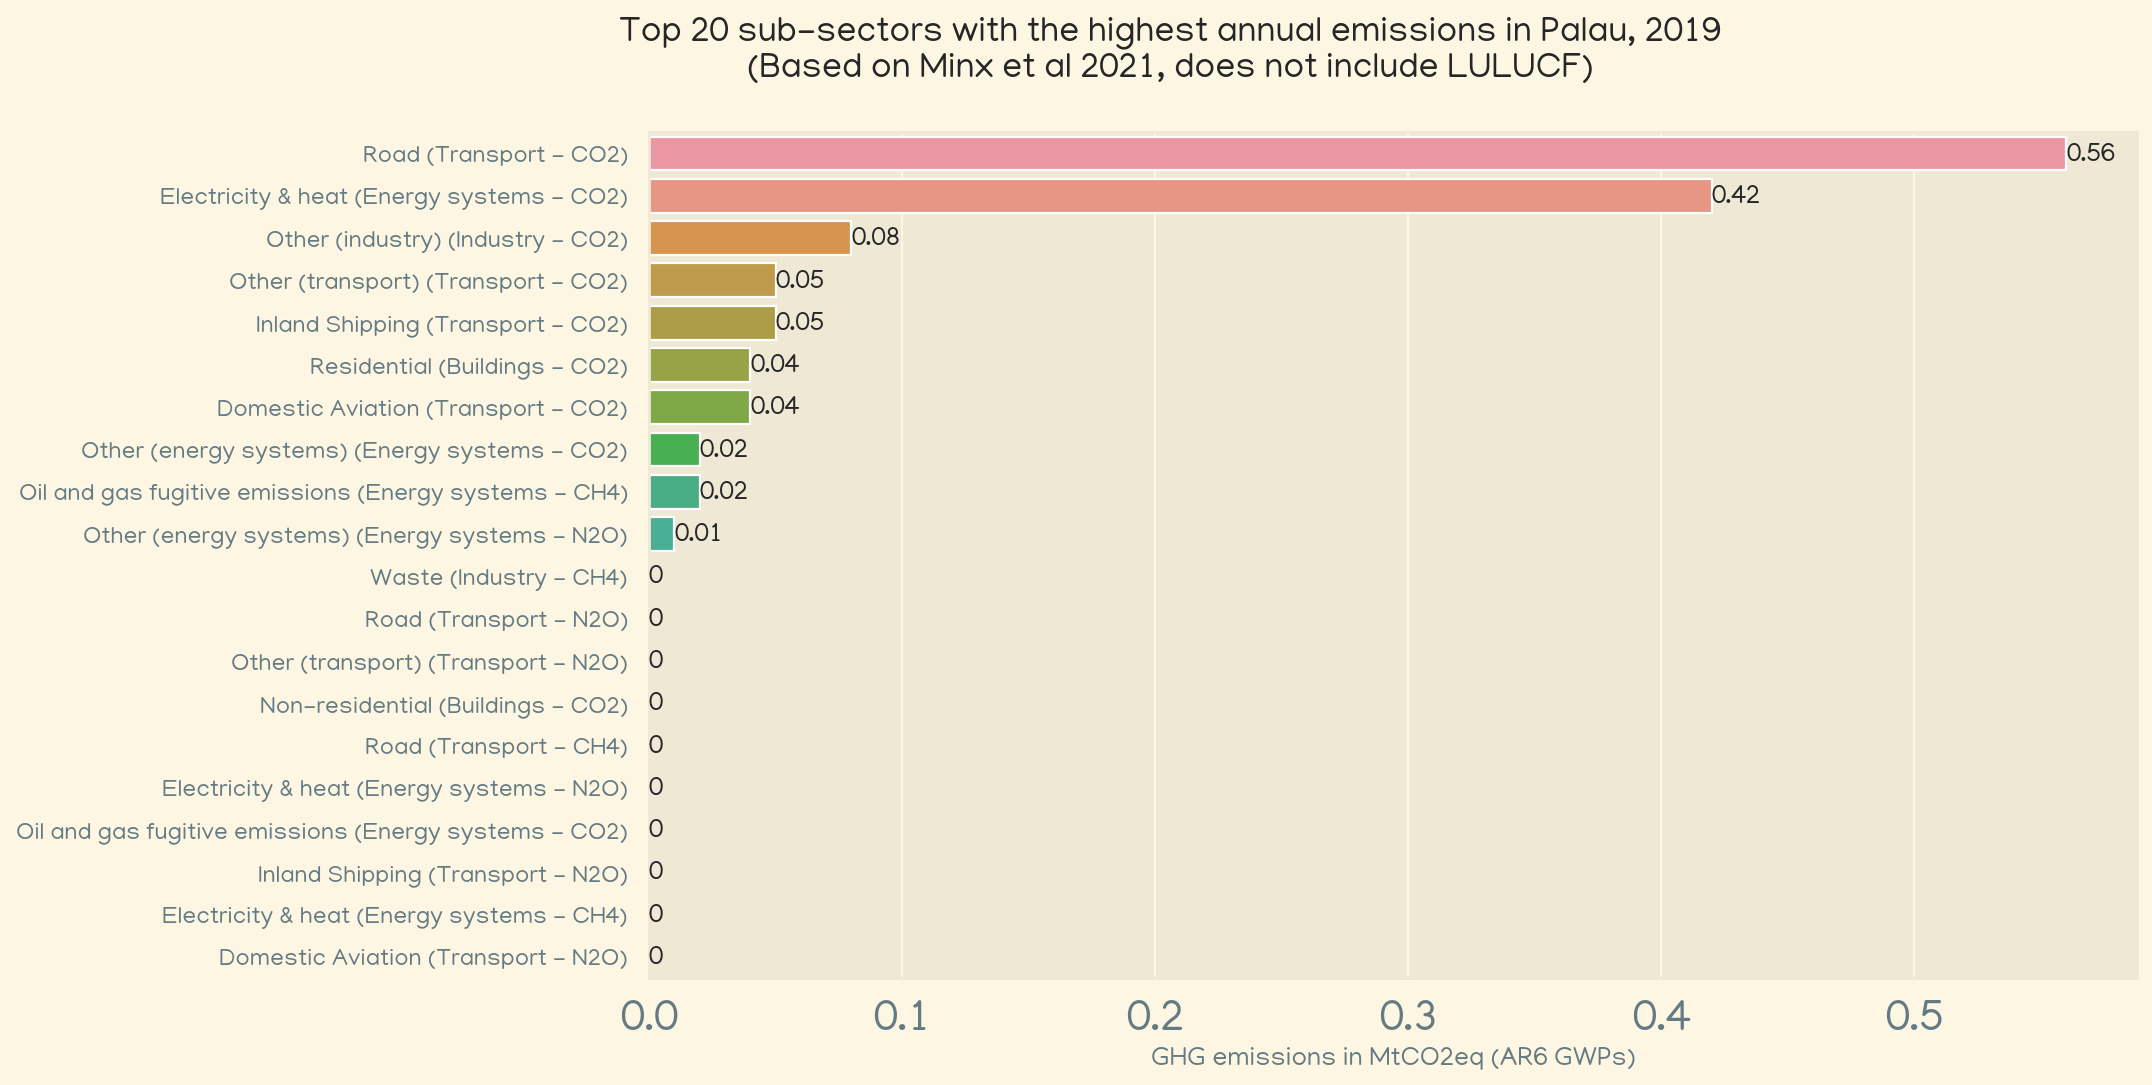 Top 20 sub-sectors with the highest annual emissions in Palau, 2019
(Based on Minx et al 2021, does not include LULUCF)
Road (Transport - CO2) 0.56
Electricity & heat (Energy systems - CO2) 0.42
Other (industry) (Industry - CO2) 0.08
Other (transport) (Transport - CO2) 0.05
Inland Shipping (Transport - CO2) 0.05
Residential (Buildings - CO2) 0.04
Domestic Aviation (Transport - CO2) 0.04
Other (energy systems) (Energy systems - CO2) 0.02
Oil and gas fugitive emissions (Energy systems - CH4) 0.02
Other (energy systems) (Energy systems - N2O) 0.01
Waste (Industry - CH4) 0
Road (Transport - N2O) 0
Other (transport) (Transport - N2O) 0
Non-residential (Buildings - CO2) 0
Road (Transport - CH4) 0
Electricity & heat (Energy systems - N2O) 0
Oil and gas fugitive emissions (Energy systems - CO2) 0
Inland Shipping (Transport - N2O) 0
Electricity & heat (Energy systems - CH4) 0
Domestic Aviation (Transport - N2O) 0
0.0 0.1 0.2 0.3 0.4 0.5
GHG emissions in MtCO2eq (AR6 GWPs)